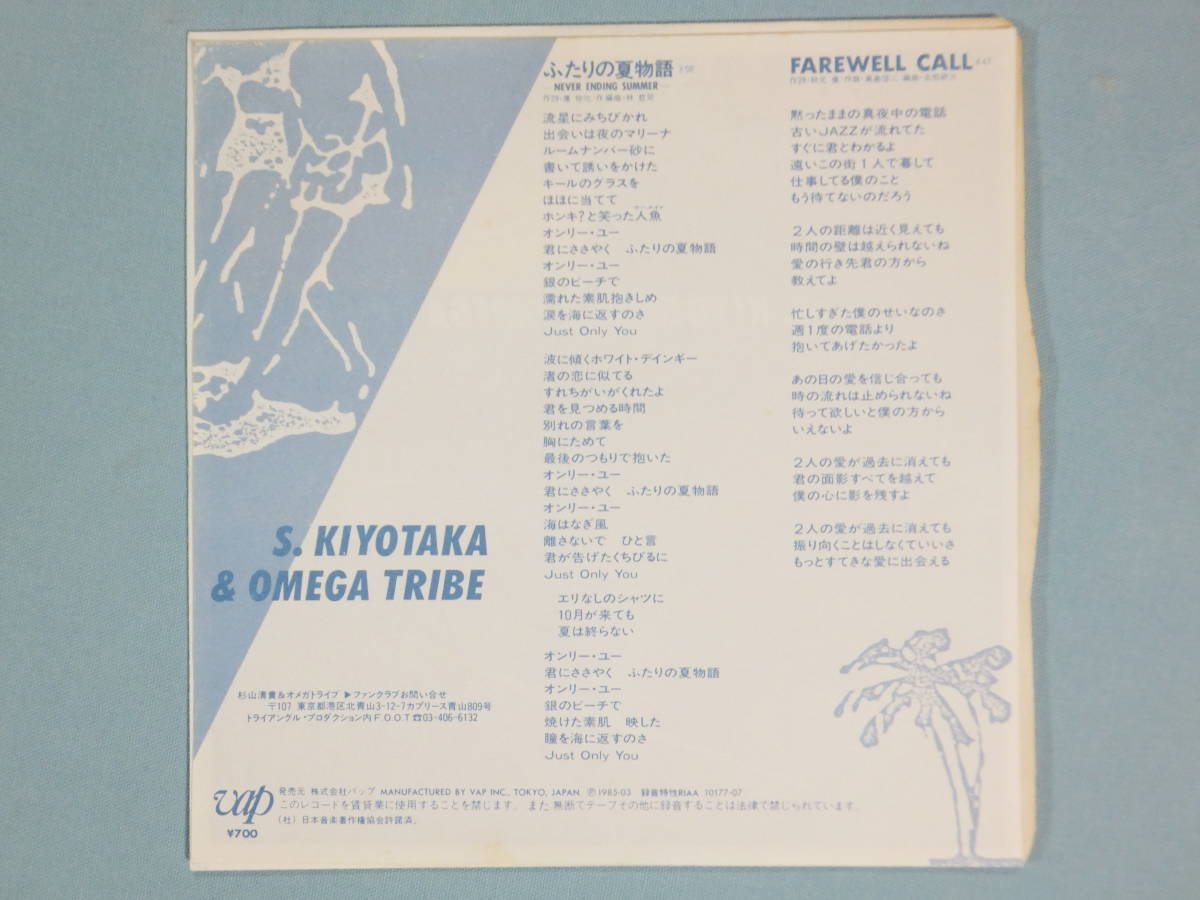 ふたりの夏物語 3'58"
—NEVER ENDING SUMMER—
作詩・康 珍化/作・編曲・林 哲司
流星にみちびかれ
出会いは夜のマリーナ
ルームナンバー砂に
書いて誘いをかけた
キールのグラスを
ほほに当てて
ホンキ?と笑った人魚
オンリー・ユー
君にささやく　ふたりの夏物語
オンリー・ユー
銀のビーチで
濡れた素肌抱きしめ
涙を海に返すのさ
Just Only You
波に傾くホワイト・デインギー
渚の恋に似てる
すれちがいがくれたよ
君を見つめる時間
別れの言葉を
胸にためて
最後のつもりで抱いた
オンリー・ユー
君にささやく　ふたりの夏物語
オンリー・ユー
海はなぎ風
離さないで　ひと言
君が告げたくちびるに
Just Only You
エリなしのシャツに
10月が来ても
夏は終らない
オンリー・ユー
君にささやく　ふたりの夏物語
オンリー・ユー
銀のビーチで
焼けた素肌　映した
瞳を海に返すのさ
Just Only You
FAREWELL CALL
黙ったままの真夜中の電話
古いJAZZが流れてた
すぐに君とわかるよ
遠いこの街1人で暮して
仕事してる僕のこと
もう待てないのだろう
2人の距離は近く見えても
時間の壁は越えられないね
愛の行き先君の方から
教えてよ
忙しすぎた僕のせいなのさ
週1度の電話より
抱いてあげたかったよ
あの日の愛を信じ合っても
時の流れは止められないね
待って欲しいと僕の方から
いえないよ
2人の愛が過去に消えても
君の面影すべてを越えて
僕の心に影を残すよ
2人の愛が過去に消えても
振り向くことはしなくていいさ
もっとすてきな愛に出会える
S. KIYOTAKA
& OMEGA TRIBE
杉山清貴&オメガトライブ ▶ファンクラブお問い合せ
〒107 東京都港区北青山3-12-7カプリース青山809号
トライアングル・プロダクション内 F.O.O.T ☎03-406-6132
vap
¥700
発売元 株式会社バップ MANUFACTURED BY VAP INC., TOKYO, JAPAN. ℗1985・03 録音特性RIAA 10177-07
このレコードを賃貸業に使用することを禁じます。また 無断でテープその他に録音することは法律で禁じられています。
(社)日本音楽著作権協会許諾済。